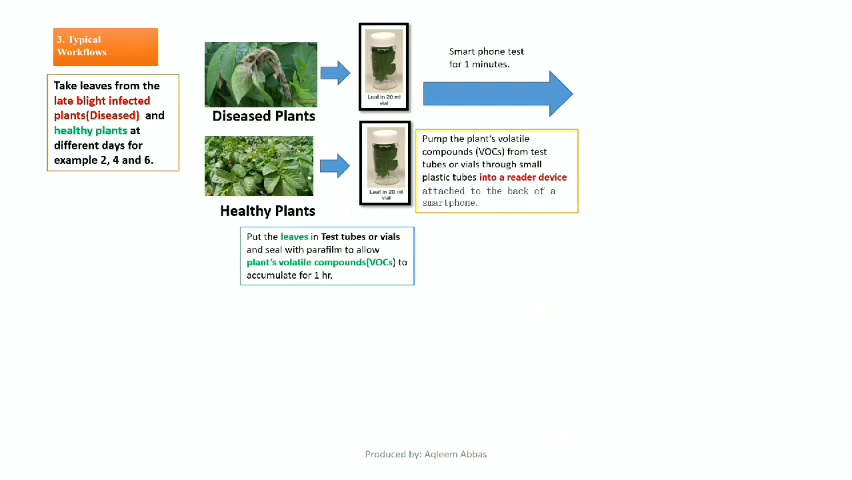 3. Typical
Workflows
Take leaves from the
late blight infected
plants(Diseased) and
healthy plants at
different days for
example 2, 4 and 6.
Diseased Plants
Leaf in 20 ml
vial
Smart phone test
for 1 minutes.
Healthy Plants
Leaf in 20 ml
vial
Pump the plant's volatile
compounds (VOCs) from test
tubes or vials through small
plastic tubes into a reader device
attached to the back of a
smartphone.
Put the leaves in Test tubes or vials
and seal with parafilm to allow
plant's volatile compounds(VOCs) to
accumulate for 1 hr.
Produced by: Aqleem Abbas